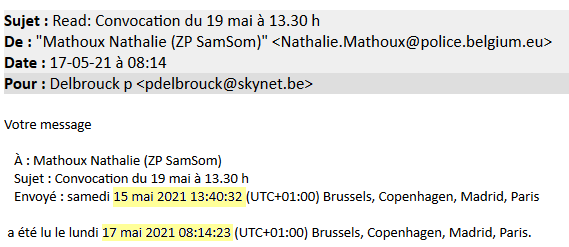 Sujet : Read: Convocation du 19 mai à 13.30 h
De : "Mathoux Nathalie (ZP SamSom)" <Nathalie.Mathoux@police.belgium.eu>
Date : 17-05-21 à 08:14
Pour : Delbrouck p <pdelbrouck@skynet.be>
Votre message
À : Mathoux Nathalie (ZP SamSom)
Sujet : Convocation du 19 mai à 13.30 h
Envoyé : samedi 15 mai 2021 13:40:32 (UTC+01:00) Brussels, Copenhagen, Madrid, Paris
a été lu le lundi 17 mai 2021 08:14:23 (UTC+01:00) Brussels, Copenhagen, Madrid, Paris.